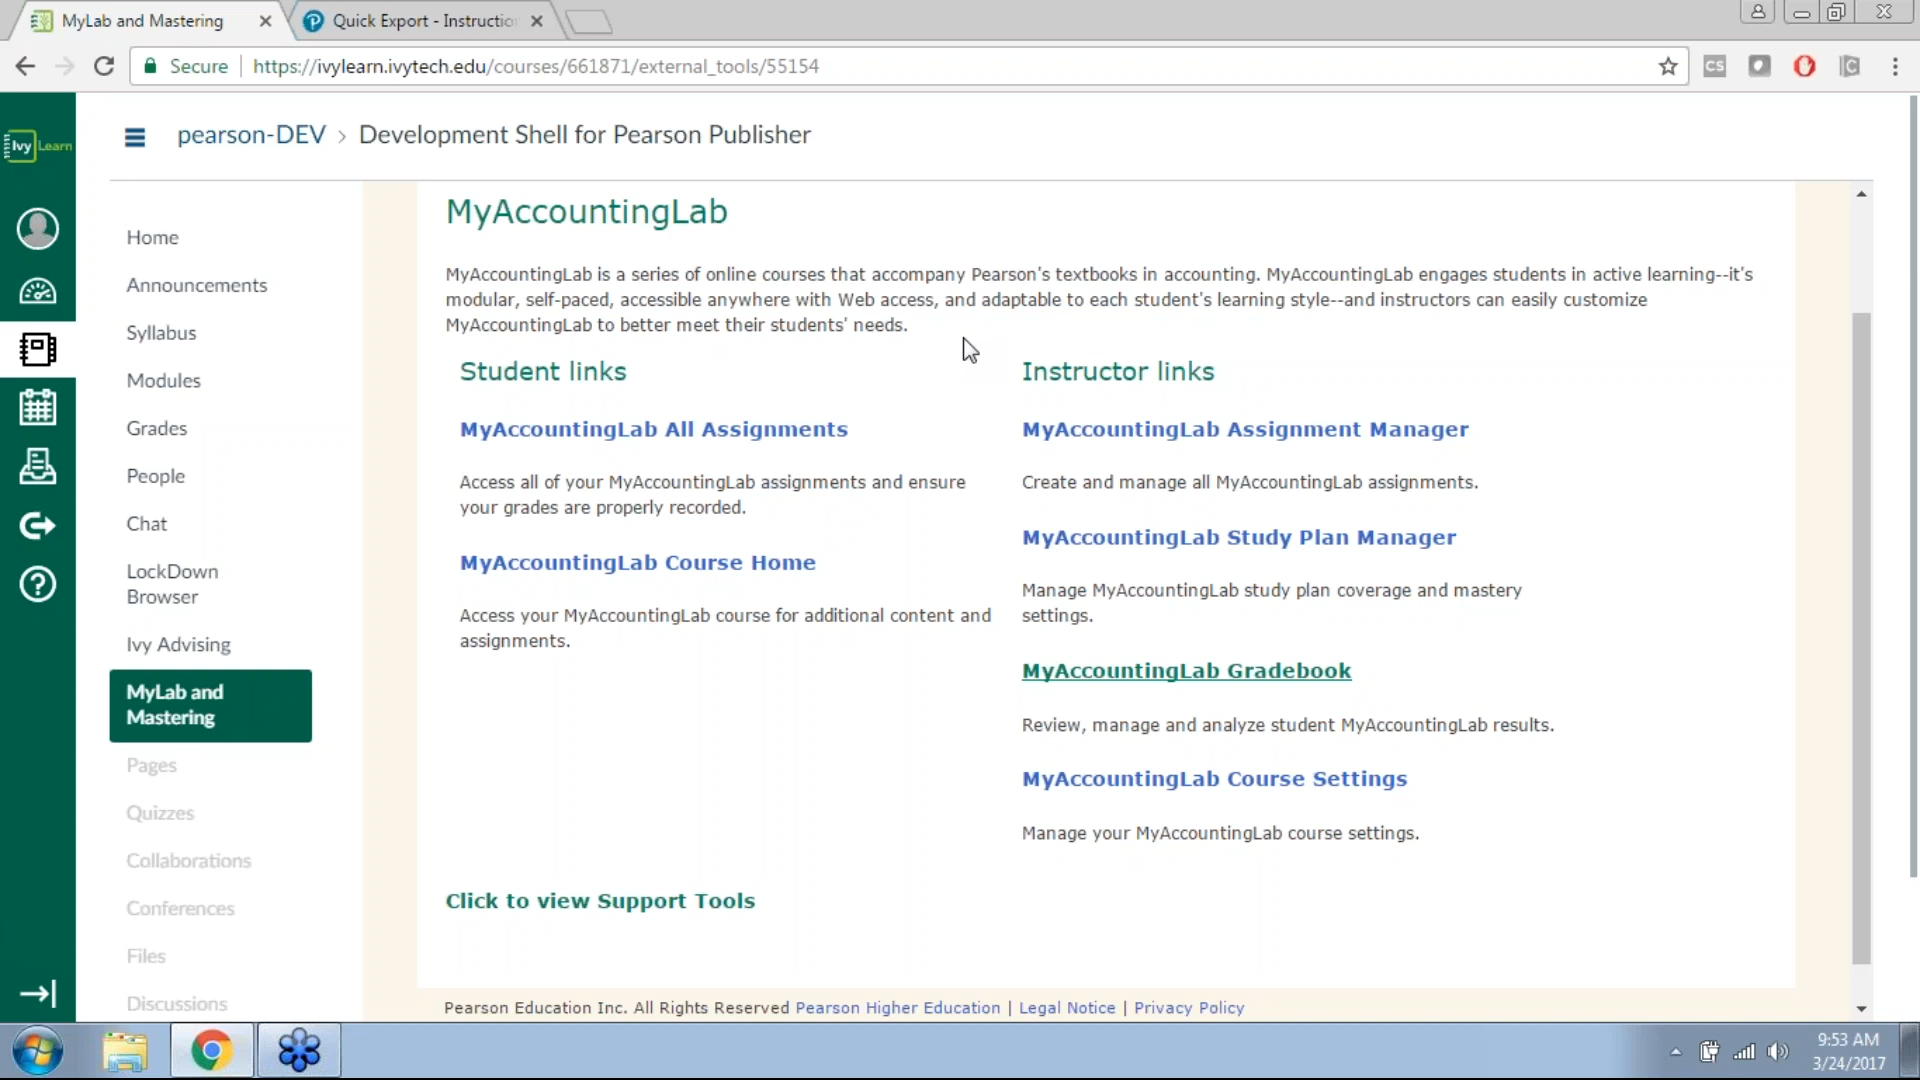 MyLab and Mastering
Quick Export - Instructio
Secure
https://ivylearn.ivytech.edu/courses/661871/external_tools/55154
CS
C
Ivy Learn
pearson-DEV > Development Shell for Pearson Publisher
Home
Announcements
Syllabus
Modules
Grades
People
Chat
LockDown
Browser
Ivy Advising
MyLab and
Mastering
Pages
Quizzes
Collaborations
Conferences
Files
Discussions
MyAccountingLab
MyAccountingLab is a series of online courses that accompany Pearson's textbooks in accounting. MyAccountingLab engages students in active learning--it's
modular, self-paced, accessible anywhere with Web access, and adaptable to each student's learning style--and instructors can easily customize
MyAccountingLab to better meet their students' needs.
Student links
MyAccountingLab All Assignments
Access all of your MyAccountingLab assignments and ensure
your grades are properly recorded.
MyAccountingLab Course Home
Access your MyAccountingLab course for additional content and
assignments.
Instructor links
MyAccountingLab Assignment Manager
Create and manage all MyAccountingLab assignments.
MyAccountingLab Study Plan Manager
Manage MyAccountingLab study plan coverage and mastery
settings.
MyAccountingLab Gradebook
Review, manage and analyze student MyAccountingLab results.
MyAccountingLab Course Settings
Manage your MyAccountingLab course settings.
Click to view Support Tools
Pearson Education Inc. All Rights Reserved Pearson Higher Education | Legal Notice | Privacy Policy
9:53 AM
3/24/2017